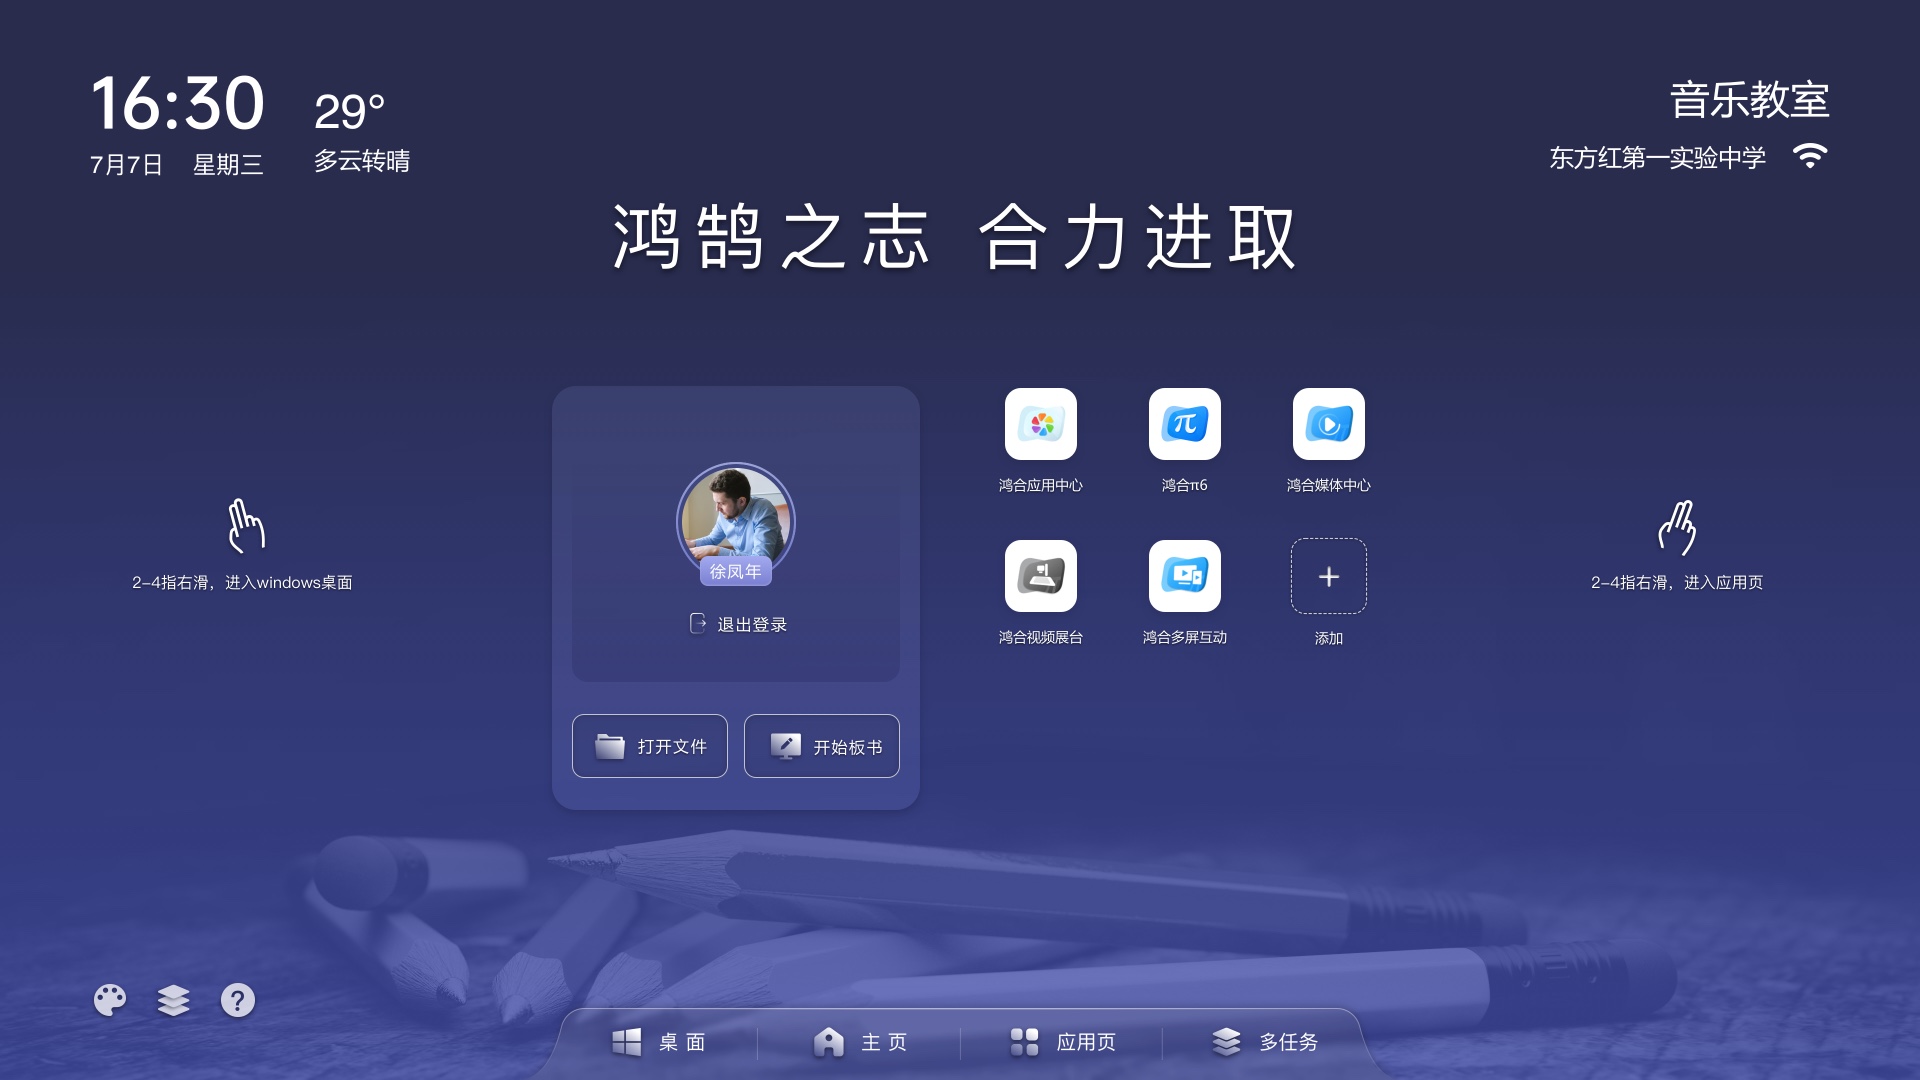 16:30
29°
7月7日 星期三
多云转晴
音乐教室
东方红第一实验中学
鸿鹄之志 合力进取
徐凤年
退出登录
打开文件
开始板书
鸿合应用中心
鸿合π6
鸿合媒体中心
鸿合视频展台
鸿合多屏互动
添加
2-4指右滑，进入windows桌面
2-4指右滑，进入应用页
桌 面
主 页
应用页
多任务